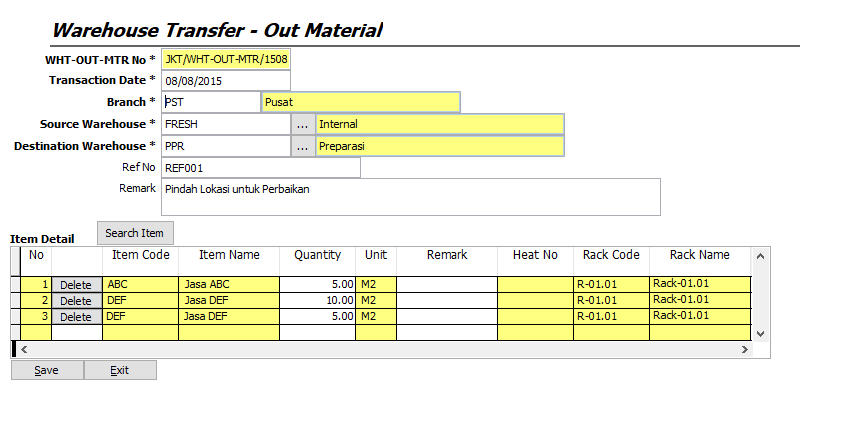 Warehouse Transfer - Out Material
WHT-OUT-MTR No * JKT/WHT-OUT-MTR/1508
Transaction Date * 08/08/2015
Branch * PST Pusat
Source Warehouse * FRESH ... Internal
Destination Warehouse * PPR ... Preparasi
Ref No REF001
Remark Pindah Lokasi untuk Perbaikan
Item Detail Search Item
No Item Code Item Name Quantity Unit Remark Heat No Rack Code Rack Name
1 Delete ABC Jasa ABC 5.00 M2 R-01.01 Rack-01.01
2 Delete DEF Jasa DEF 10.00 M2 R-01.01 Rack-01.01
3 Delete DEF Jasa DEF 5.00 M2 R-01.01 Rack-01.01
Save Exit